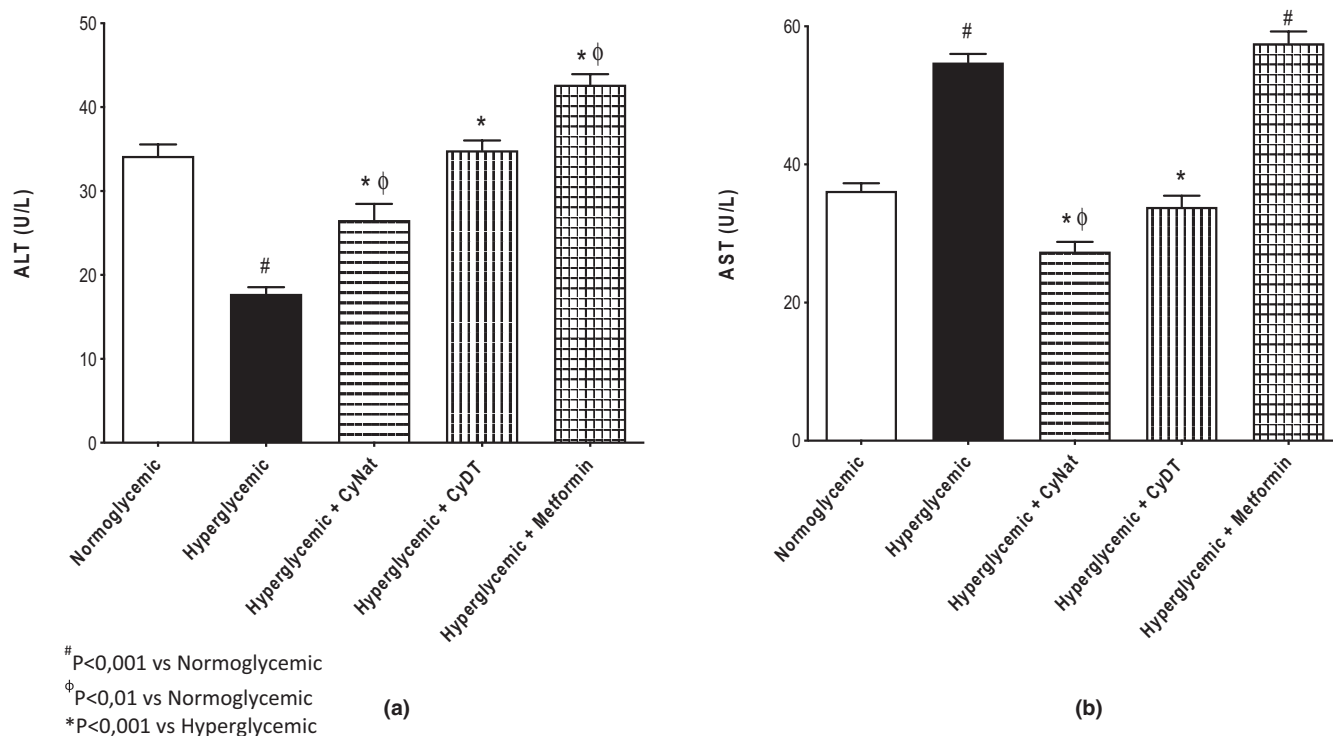 50
40
30
20
10
0
ALT (U/L)
#
* ϕ
*
* ϕ
Normoglycemic
Hyperglycemic
Hyperglycemic + CyNat
Hyperglycemic + CyDT
Hyperglycemic + Metformin
#P<0,001 vs Normoglycemic
ϕP<0,01 vs Normoglycemic
*P<0,001 vs Hyperglycemic
(a)
60
40
20
0
AST (U/L)
#
* ϕ
*
#
Normoglycemic
Hyperglycemic
Hyperglycemic + CyNat
Hyperglycemic + CyDT
Hyperglycemic + Metformin
(b)